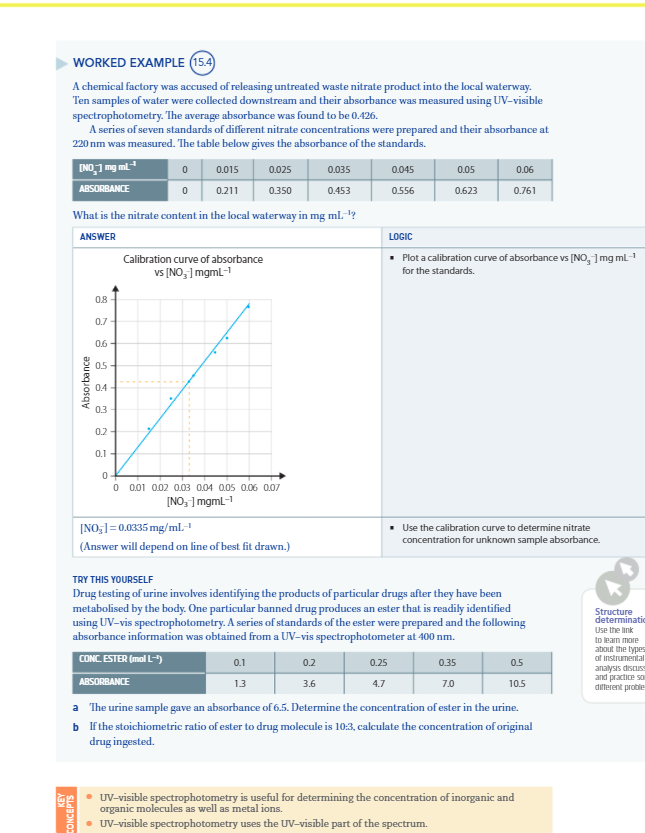 WORKED EXAMPLE 15.4
A chemical factory was accused of releasing untreated waste nitrate product into the local waterway.
Ten samples of water were collected downstream and their absorbance was measured using UV–visible
spectrophotometry. The average absorbance was found to be 0.426.
A series of seven standards of different nitrate concentrations were prepared and their absorbance at
220 nm was measured. The table below gives the absorbance of the standards.
[NO₃⁻] mg mL⁻¹ 0 0.015 0.025 0.035 0.045 0.05 0.06
ABSORBANCE 0 0.211 0.350 0.453 0.556 0.623 0.761
What is the nitrate content in the local waterway in mg mL⁻¹?
ANSWER
LOGIC
Calibration curve of absorbance
vs [NO₃⁻] mgmL⁻¹
0.8
0.7
0.6
0.5
0.4
0.3
0.2
0.1
0
Absorbance
0 0.01 0.02 0.03 0.04 0.05 0.06 0.07
[NO₃⁻] mgmL⁻¹
▪ Plot a calibration curve of absorbance vs [NO₃⁻] mg mL⁻¹
for the standards.
[NO₃⁻] = 0.0335 mg/mL⁻¹
(Answer will depend on line of best fit drawn.)
▪ Use the calibration curve to determine nitrate
concentration for unknown sample absorbance.
TRY THIS YOURSELF
Drug testing of urine involves identifying the products of particular drugs after they have been
metabolised by the body. One particular banned drug produces an ester that is readily identified
using UV–vis spectrophotometry. A series of standards of the ester were prepared and the following
absorbance information was obtained from a UV–vis spectrophotometer at 400 nm.
CONC. ESTER (mol L⁻¹) 0.1 0.2 0.25 0.35 0.5
ABSORBANCE 1.3 3.6 4.7 7.0 10.5
a The urine sample gave an absorbance of 6.5. Determine the concentration of ester in the urine.
b If the stoichiometric ratio of ester to drug molecule is 10:3, calculate the concentration of original
drug ingested.
Structure
Use the link
to learn more
about the types
of instrumental
and practice
different
KEY
CONCEPTS
• UV–visible spectrophotometry is useful for determining the concentration of inorganic and
organic molecules as well as metal ions.
• UV–visible spectrophotometry uses the UV–visible part of the spectrum.